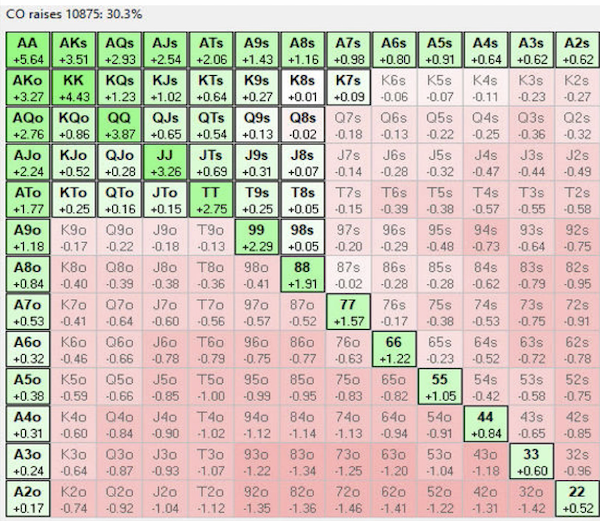 CO raises 10875: 30.3%
AA AKs AQs AJs ATs A9s A8s A7s A6s A5s A4s A3s A2s
+5.64 +3.51 +2.93 +2.54 +2.06 +1.43 +1.16 +0.98 +0.80 +0.91 +0.64 +0.62 +0.62
AKo KK KQs KJs KTs K9s K8s K7s K6s K5s K4s K3s K2s
+3.27 +4.43 +1.23 +1.02 +0.64 +0.27 +0.01 +0.09 -0.06 -0.07 -0.11 -0.23 -0.27
AQo KQo QQ QJs QTs Q9s Q8s Q7s Q6s Q5s Q4s Q3s Q2s
+2.76 +0.86 +3.87 +0.65 +0.54 +0.13 -0.02 -0.18 -0.13 -0.22 -0.25 -0.36 -0.32
AJo KJo QJo JJ JTs J9s J8s J7s J6s J5s J4s J3s J2s
+2.24 +0.52 +0.28 +3.26 +0.69 +0.31 +0.07 -0.14 -0.28 -0.32 -0.47 -0.44 -0.49
ATo KTo QTo JTo TT T9s T8s T7s T6s T5s T4s T3s T2s
+1.77 +0.25 +0.16 +0.15 +2.75 +0.25 +0.05 -0.15 -0.39 -0.38 -0.57 -0.55 -0.58
A9o K9o Q9o J9o T9o 99 98s 97s 96s 95s 94s 93s 92s
+1.18 -0.17 -0.22 -0.18 -0.13 +2.29 +0.05 -0.20 -0.29 -0.48 -0.73 -0.64 -0.75
A8o K8o Q8o J8o T8o 98o 88 87s 86s 85s 84s 83s 82s
+0.84 -0.40 -0.39 -0.38 -0.36 -0.41 +1.91 -0.02 -0.28 -0.28 -0.62 -0.79 -0.95
A7o K7o Q7o J7o T7o 97o 87o 77 76s 75s 74s 73s 72s
+0.53 -0.41 -0.64 -0.60 -0.56 -0.57 -0.52 +1.57 -0.17 -0.38 -0.53 -0.75 -0.91
A6o K6o Q6o J6o T6o 96o 86o 76o 66 65s 64s 63s 62s
+0.32 -0.46 -0.66 -0.78 -0.79 -0.75 -0.77 -0.63 +1.22 -0.23 -0.52 -0.72 -0.78
A5o K5o Q5o J5o T5o 95o 85o 75o 65o 55 54s 53s 52s
+0.38 -0.59 -0.66 -0.85 -1.00 -0.99 -0.95 -0.83 -0.82 +1.05 -0.42 -0.58 -0.75
A4o K4o Q4o J4o T4o 94o 84o 74o 64o 54o 44 43s 42s
+0.31 -0.60 -0.84 -0.90 -1.02 -1.12 -1.14 -1.13 -0.94 -0.91 +0.84 -0.65 -0.85
A3o K3o Q3o J3o T3o 93o 83o 73o 63o 53o 43o 33 32s
+0.24 -0.64 -0.87 -0.93 -1.07 -1.22 -1.34 -1.25 -1.20 -1.04 -1.18 +0.60 -0.96
A2o K2o Q2o J2o T2o 92o 82o 72o 62o 52o 42o 32o 22
+0.17 -0.74 -0.92 -1.04 -1.12 -1.35 -1.36 -1.46 -1.41 -1.22 -1.31 -1.42 +0.52